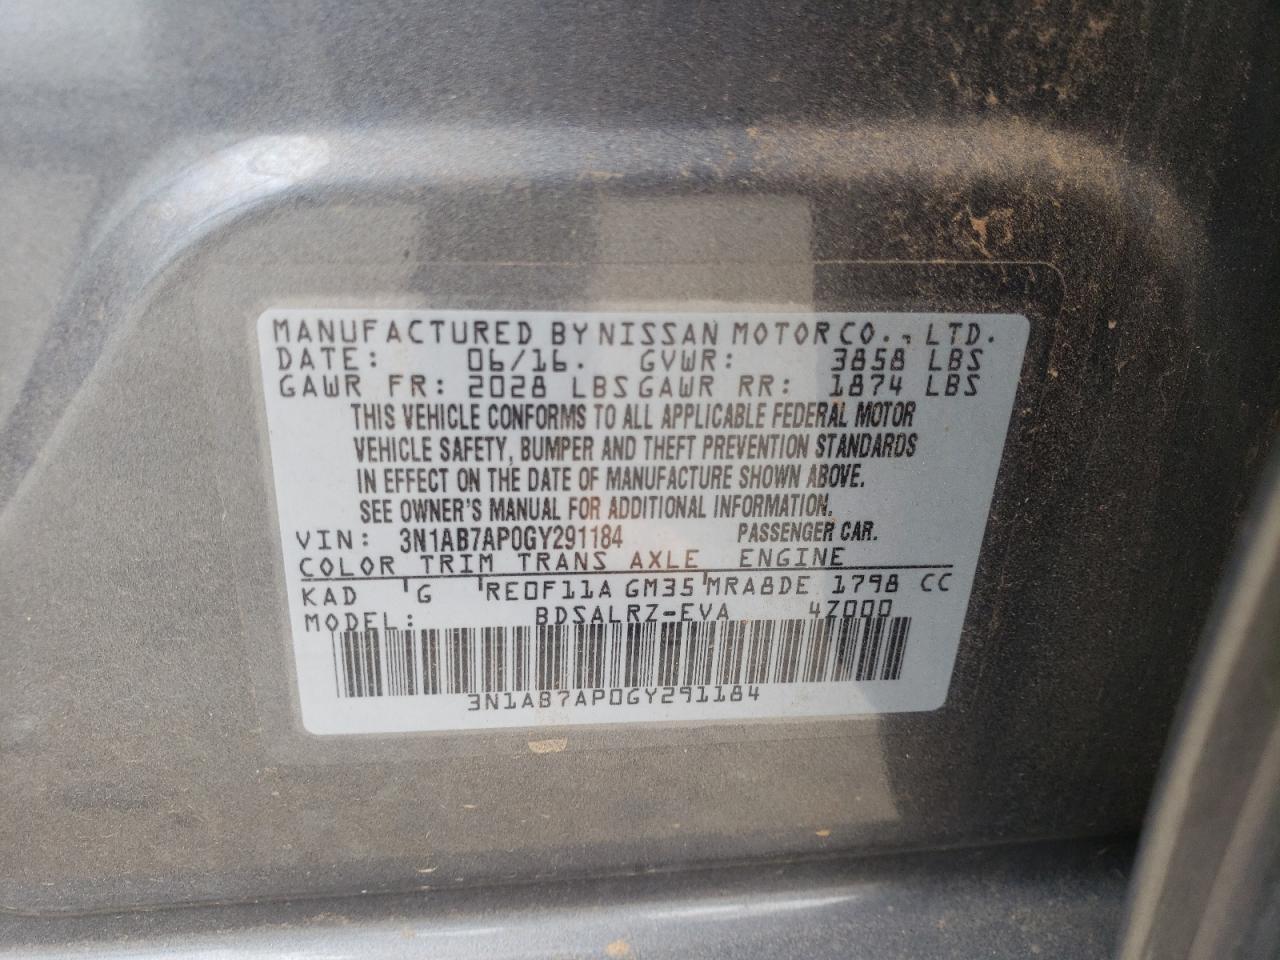 MANUFACTURED BY NISSAN MOTOR CO., LTD.
DATE: 06/16. GVWR: 3858 LBS
GAWR FR: 2028 LBS GAWR RR: 1874 LBS
THIS VEHICLE CONFORMS TO ALL APPLICABLE FEDERAL MOTOR
VEHICLE SAFETY, BUMPER AND THEFT PREVENTION STANDARDS
IN EFFECT ON THE DATE OF MANUFACTURE SHOWN ABOVE.
SEE OWNER'S MANUAL FOR ADDITIONAL INFORMATION.
VIN: 3N1AB7AP0GY291184 PASSENGER CAR.
COLOR TRIM TRANS AXLE ENGINE
KAD G RE0F11A GM35 MRA8DE 1798 CC
MODEL: BDSALRZ-EVA 4Z000
3N1AB7AP0GY291184